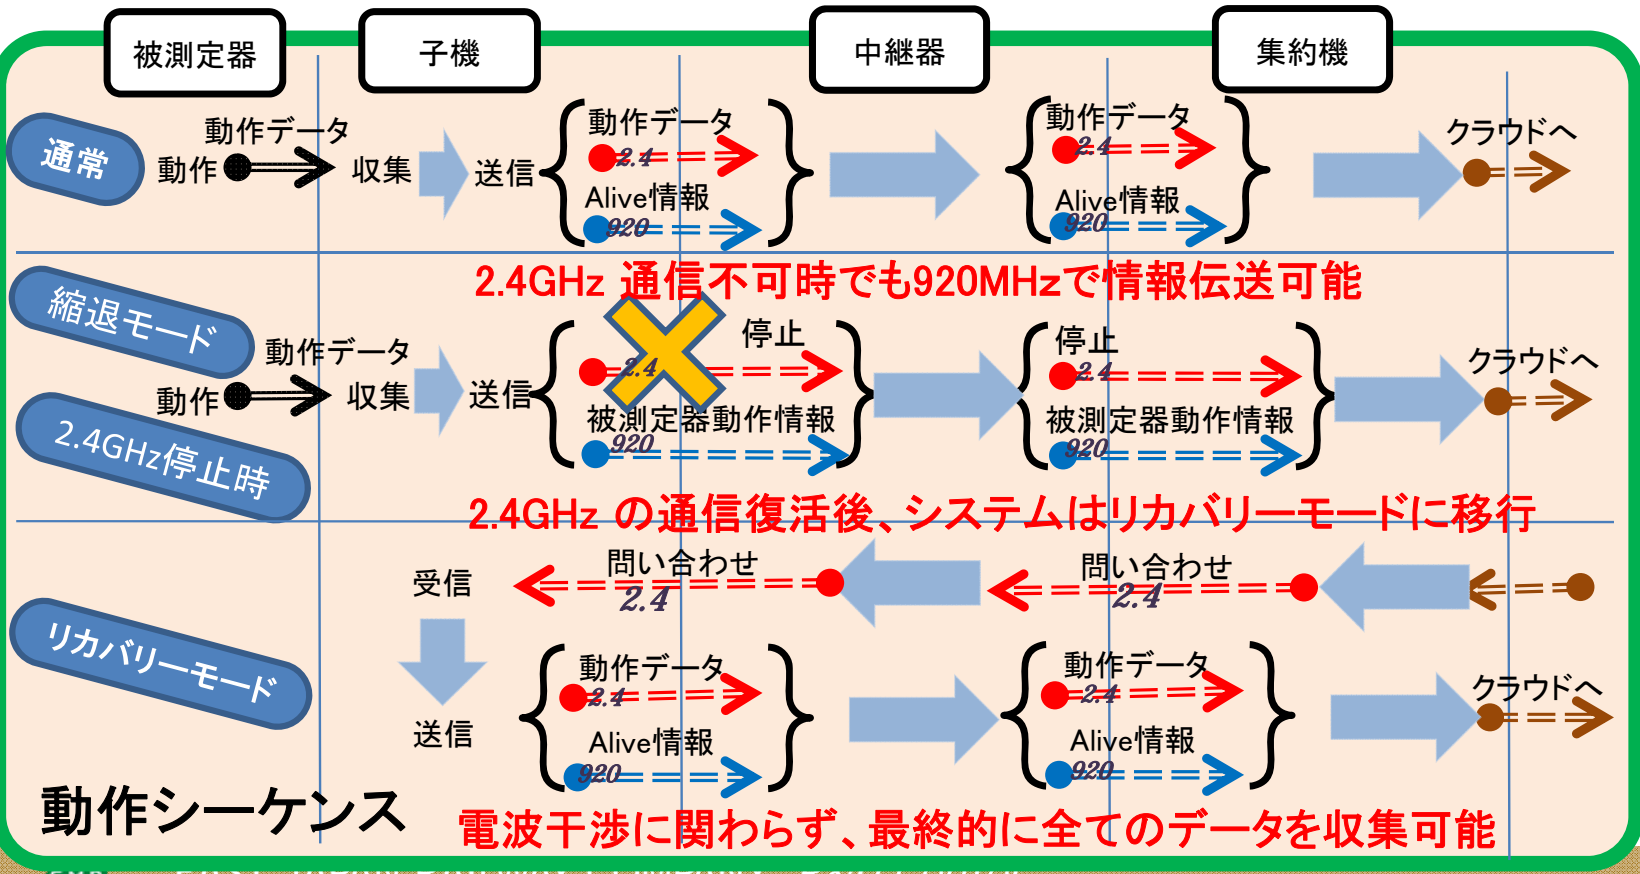 被測定器
子機
中継器
集約機
通常
動作データ
動作
収集
送信
動作データ
2.4
Alive情報
920
動作データ
2.4
Alive情報
920
クラウドへ
2.4GHz 通信不可時でも920MHzで情報伝送可能
縮退モード
2.4GHz停止時
動作データ
動作
収集
送信
停止
2.4
被測定器動作情報
920
停止
2.4
被測定器動作情報
920
クラウドへ
2.4GHz の通信復活後、システムはリカバリーモードに移行
リカバリーモード
受信
問い合わせ
2.4
問い合わせ
2.4
送信
動作データ
2.4
Alive情報
920
動作データ
2.4
Alive情報
920
クラウドへ
動作シーケンス
電波干渉に関わらず、最終的に全てのデータを収集可能